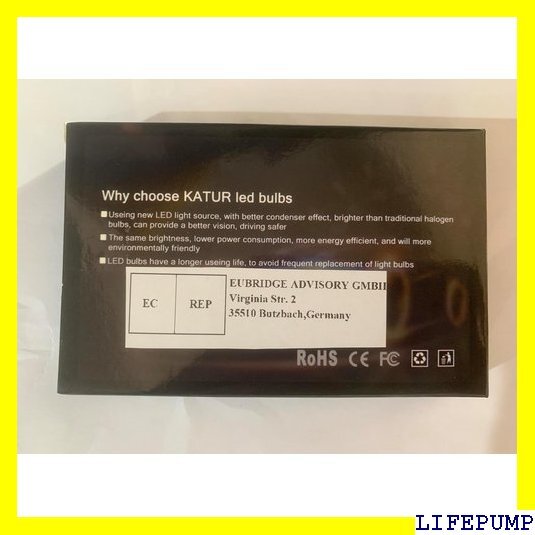 Why choose KATUR led bulbs
Useing new LED light source, with better condenser effect, brighter than traditional halogen
bulbs, can provide a better vision, driving safer
The same brightness, lower power consumption, more energy efficient, and will more
environmentally friendly
LED bulbs have a longer useing life, to avoid frequent replacement of light bulbs
EC REP
EUBRIDGE ADVISORY GMBH
Virginia Str. 2
35510 Butzbach,Germany
RoHS CE FC
LIFEPUMP